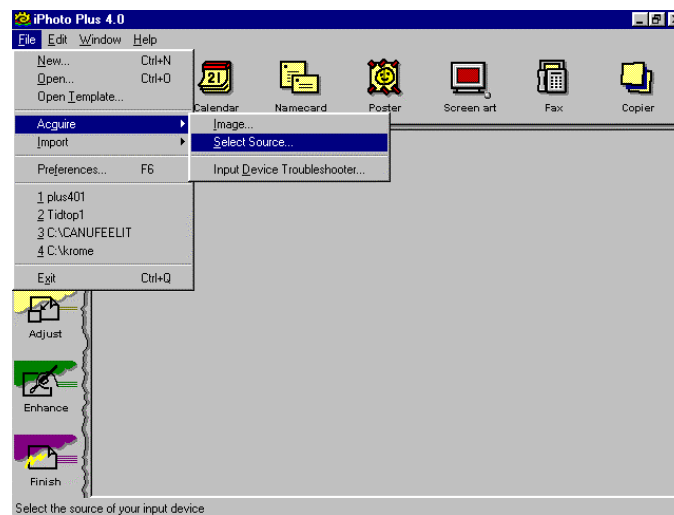 iPhoto Plus 4.0
File Edit Window Help
New... Ctrl+N
Open... Ctrl+O
Open Template...
Acquire
Import
Preferences... F6
1 plus401
2 Tidtop1
3 C:\CANUFEELIT
4 C:\krome
Exit Ctrl+Q
Image...
Select Source...
Input Device Troubleshooter...
21
Calendar Namecard Poster Screen art Fax Copier
Adjust
Enhance
Finish
Select the source of your input device